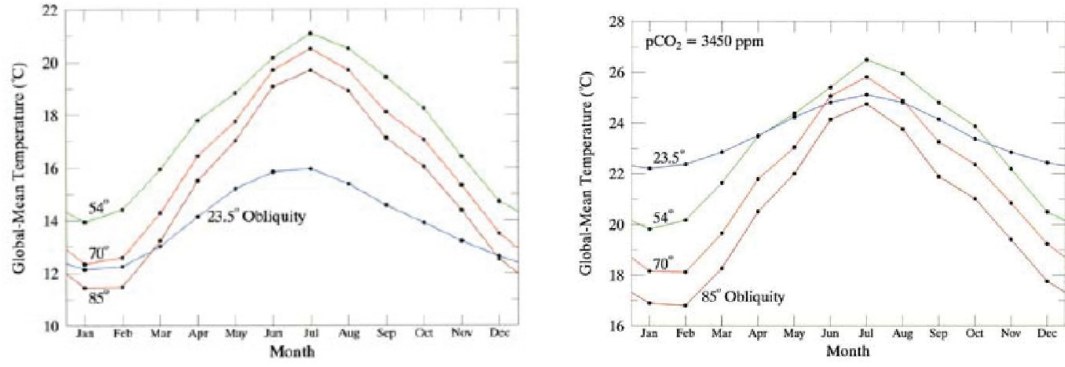 22
20
18
16
14
12
10
Global-Mean Temperature (°C)
54°
70°
85°
23.5° Obliquity
Jan Feb Mar Apr May Jun Jul Aug Sep Oct Nov Dec
Month
28
26
24
22
20
18
16
Global-Mean Temperature (°C)
pCO₂ = 3450 ppm
23.5°
54°
70°
85° Obliquity
Jan Feb Mar Apr May Jun Jul Aug Sep Oct Nov Dec
Month